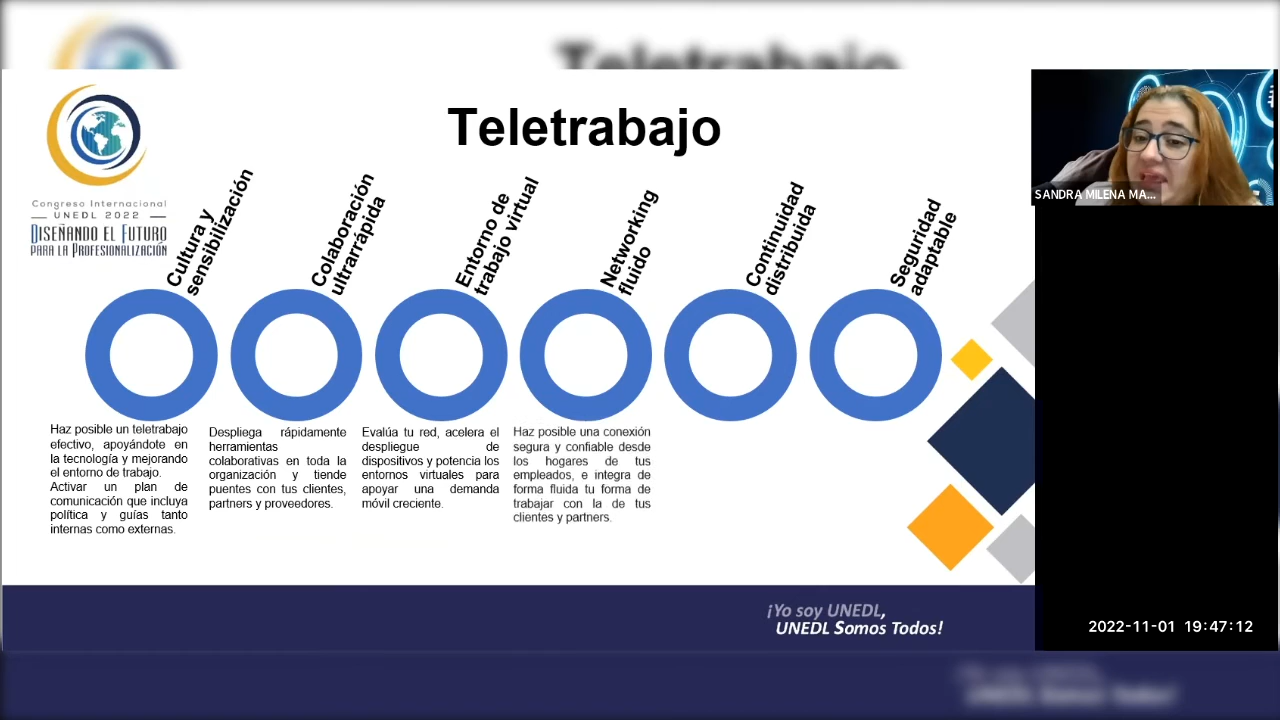 Teletrabajo
Congreso Internacional
UNEDL 2022
DISEÑANDO EL FUTURO
PARA LA PROFESIONALIZACIÓN
Cultura y
sensibilización
Colaboración
ultrarrápida
Entorno de
trabajo virtual
Networking
fluido
Continuidad
distribuida
Seguridad
adaptable
Haz posible un teletrabajo
efectivo, apoyándote en
la tecnología y mejorando
el entorno de trabajo.
Activar un plan de
comunicación que incluya
política y guías tanto
internas como externas.
Despliega rápidamente
herramientas
colaborativas en toda la
organización y tiende
puentes con tus clientes,
partners y proveedores.
Evalúa tu red, acelera el
despliegue de
dispositivos y potencia los
entornos virtuales para
apoyar una demanda
móvil creciente.
Haz posible una conexión
segura y confiable desde
los hogares de tus
empleados, e integra de
forma fluida tu forma de
trabajar con la de tus
clientes y partners.
¡Yo soy UNEDL,
UNEDL Somos Todos!
SANDRA MILENA MA...
2022-11-01 19:47:12